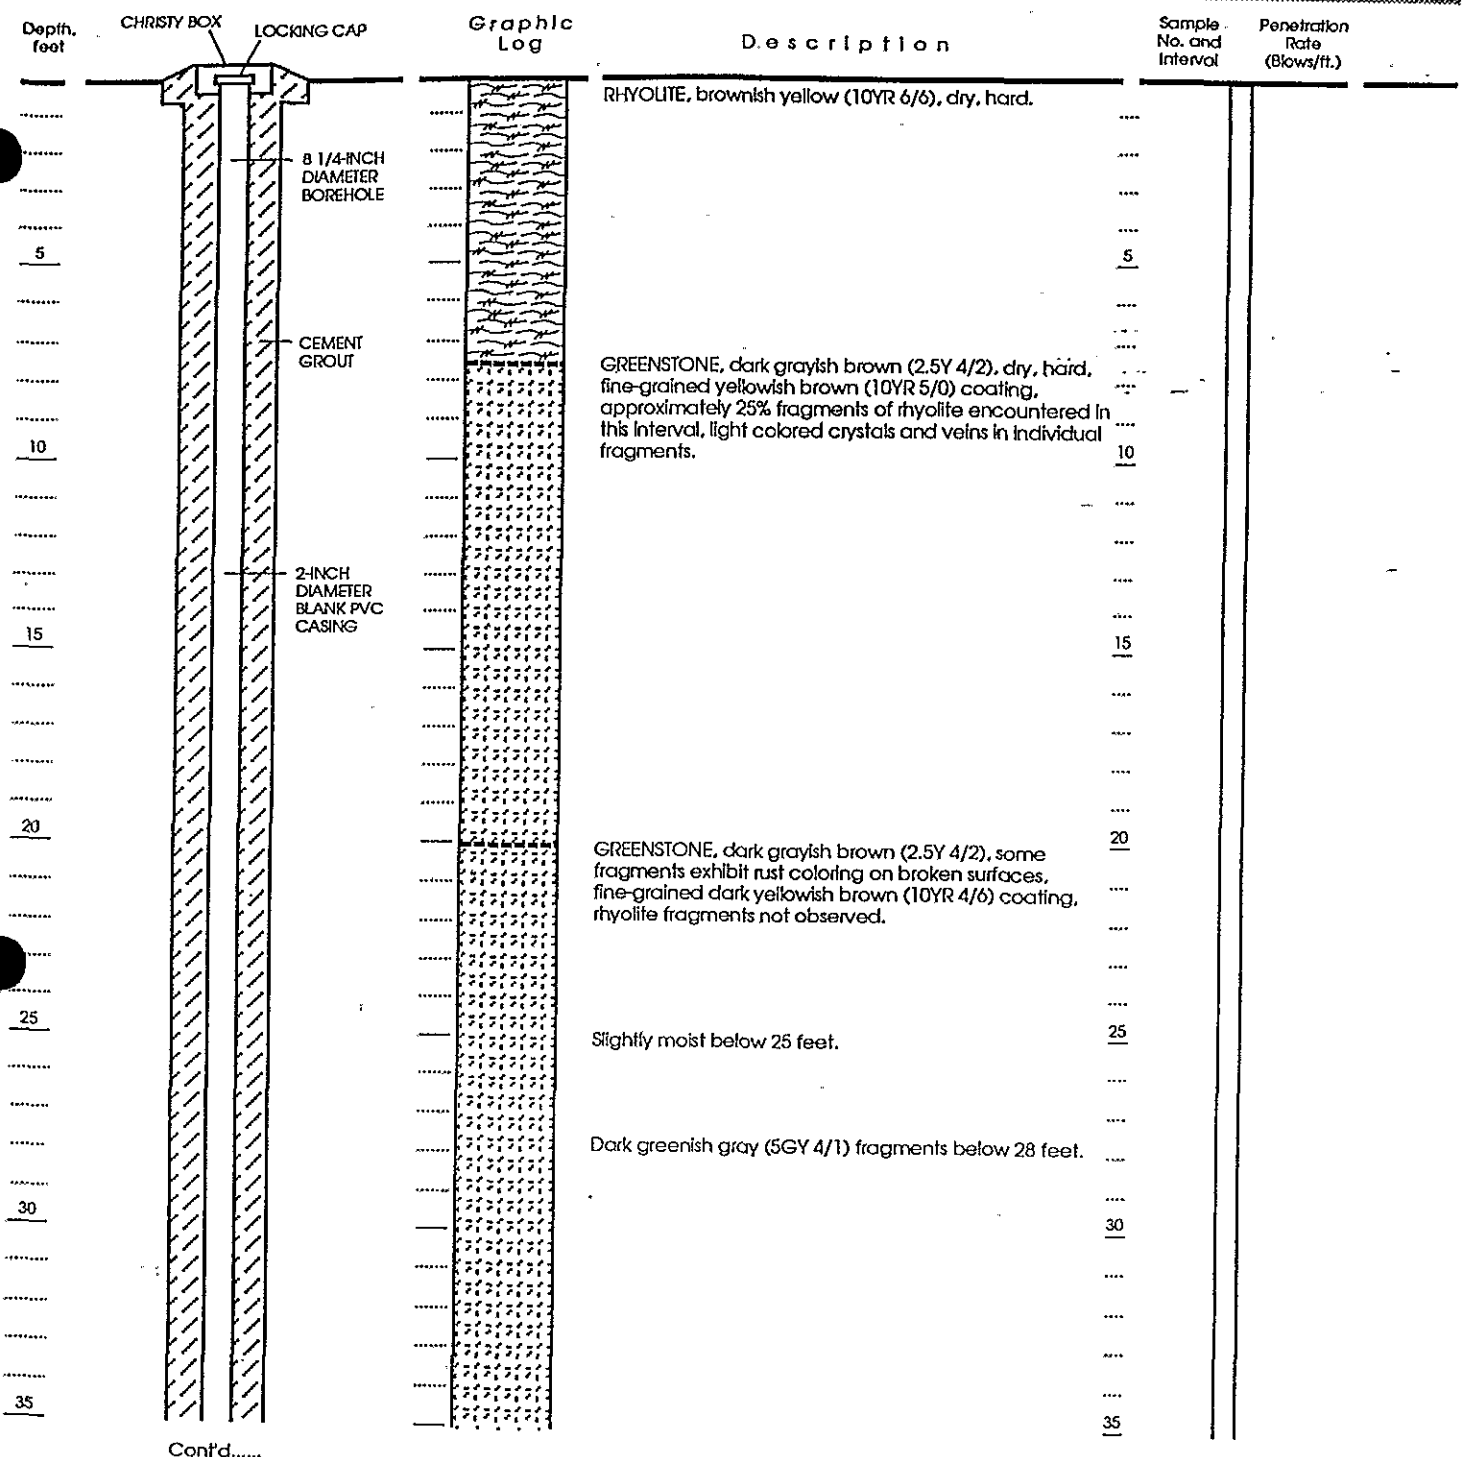 Depth, feet
CHRISTY BOX
LOCKING CAP
Graphic Log
Description
Sample No. and Interval
Penetration Rate (Blows/ft.)
RHYOLITE, brownish yellow (10YR 6/6), dry, hard.
8 1/4-INCH
DIAMETER
BOREHOLE
5
5
CEMENT
GROUT
GREENSTONE, dark grayish brown (2.5Y 4/2), dry, hard,
fine-grained yellowish brown (10YR 5/0) coating,
approximately 25% fragments of rhyolite encountered in
this interval, light colored crystals and veins in individual
fragments.
10
10
2-INCH
DIAMETER
BLANK PVC
CASING
15
15
20
20
GREENSTONE, dark grayish brown (2.5Y 4/2), some
fragments exhibit rust coloring on broken surfaces,
fine-grained dark yellowish brown (10YR 4/6) coating,
rhyolite fragments not observed.
25
25
Slightly moist below 25 feet.
Dark greenish gray (5GY 4/1) fragments below 28 feet.
30
30
35
35
Cont'd......